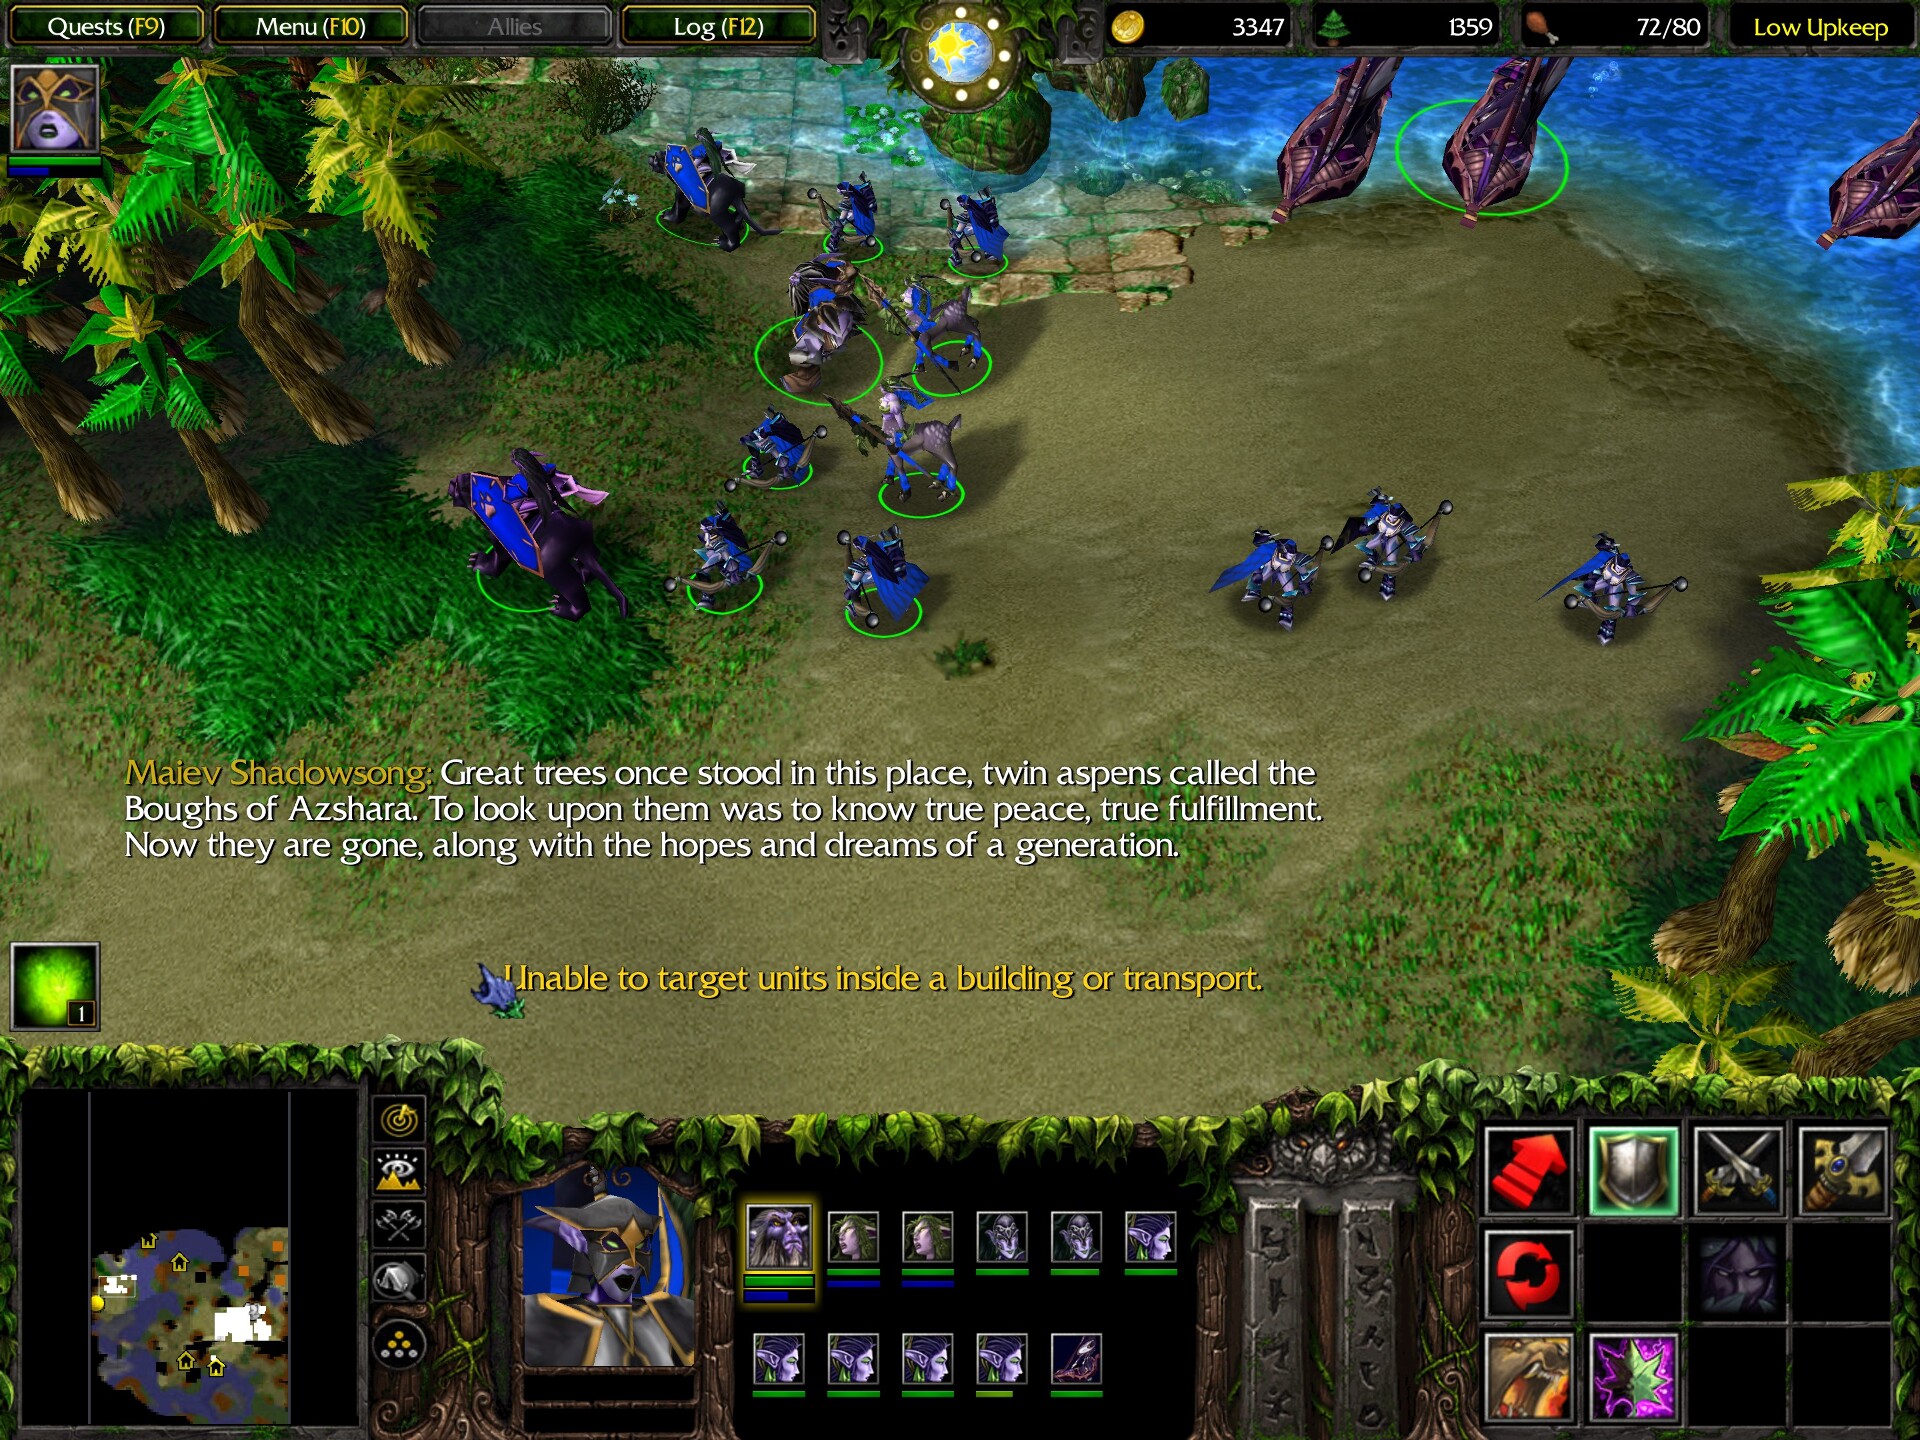 Quests (F9) Menu (F10) Allies Log (F12) 3347 1359 72/80 Low Upkeep
Maiev Shadowsong: Great trees once stood in this place, twin aspens called the
Boughs of Azshara. To look upon them was to know true peace, true fulfillment.
Now they are gone, along with the hopes and dreams of a generation.
Unable to target units inside a building or transport.
1